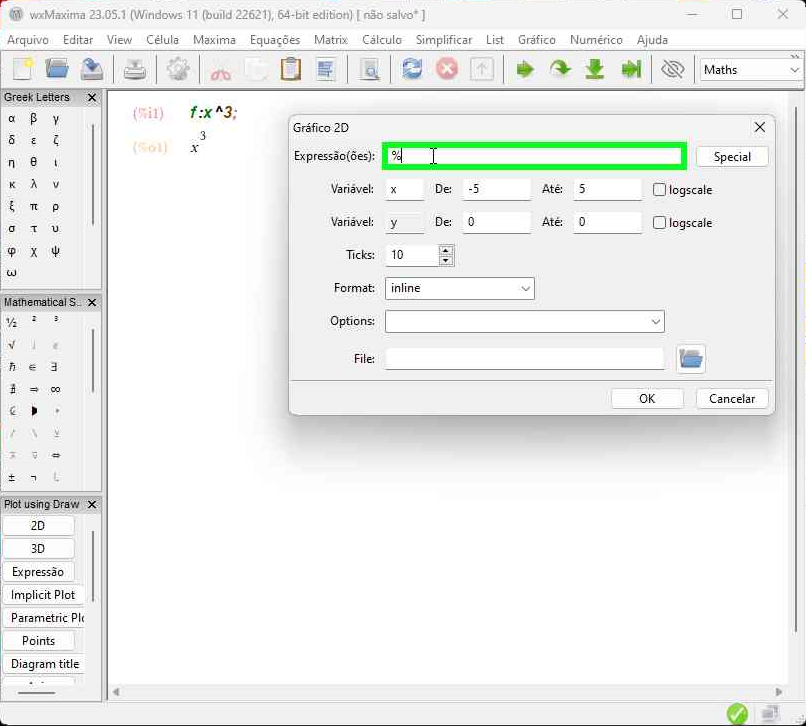 wxMaxima 23.05.1 (Windows 11 (build 22621), 64-bit edition) [ não salvo* ]
Arquivo Editar View Célula Maxima Equações Matrix Cálculo Simplificar List Gráfico Numérico Ajuda
Maths
Greek Letters
α β γ
δ ε ζ
η θ ι
κ λ ν
ξ π ρ
σ τ υ
φ χ ψ
ω
Mathematical S..
½ ² ³
√
ℏ ∈ ∃
∄ ⇒ ∞
⇔
± ¬
Plot using Draw
2D
3D
Expressão
Implicit Plot
Parametric Plo
Points
Diagram title
(%i1) f:x^3;
(%o1) x³
Gráfico 2D
Expressão(ões): % Special
Variável: x De: -5 Até: 5 logscale
Variável: y De: 0 Até: 0 logscale
Ticks: 10
Format: inline
Options:
File:
OK Cancelar